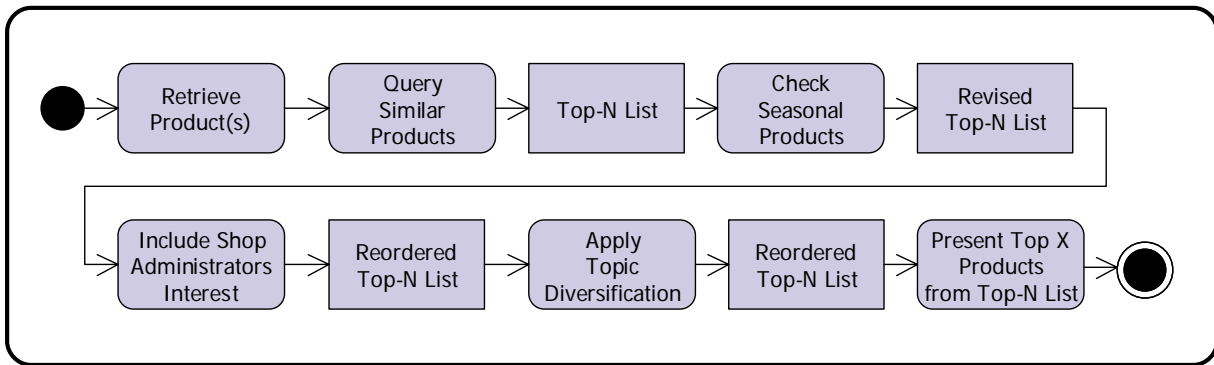 Retrieve
Product(s)
Query
Similar
Products
Top-N List
Check
Seasonal
Products
Revised
Top-N List
Include Shop
Administrators
Interest
Reordered
Top-N List
Apply
Topic
Diversification
Reordered
Top-N List
Present Top X
Products
from Top-N List